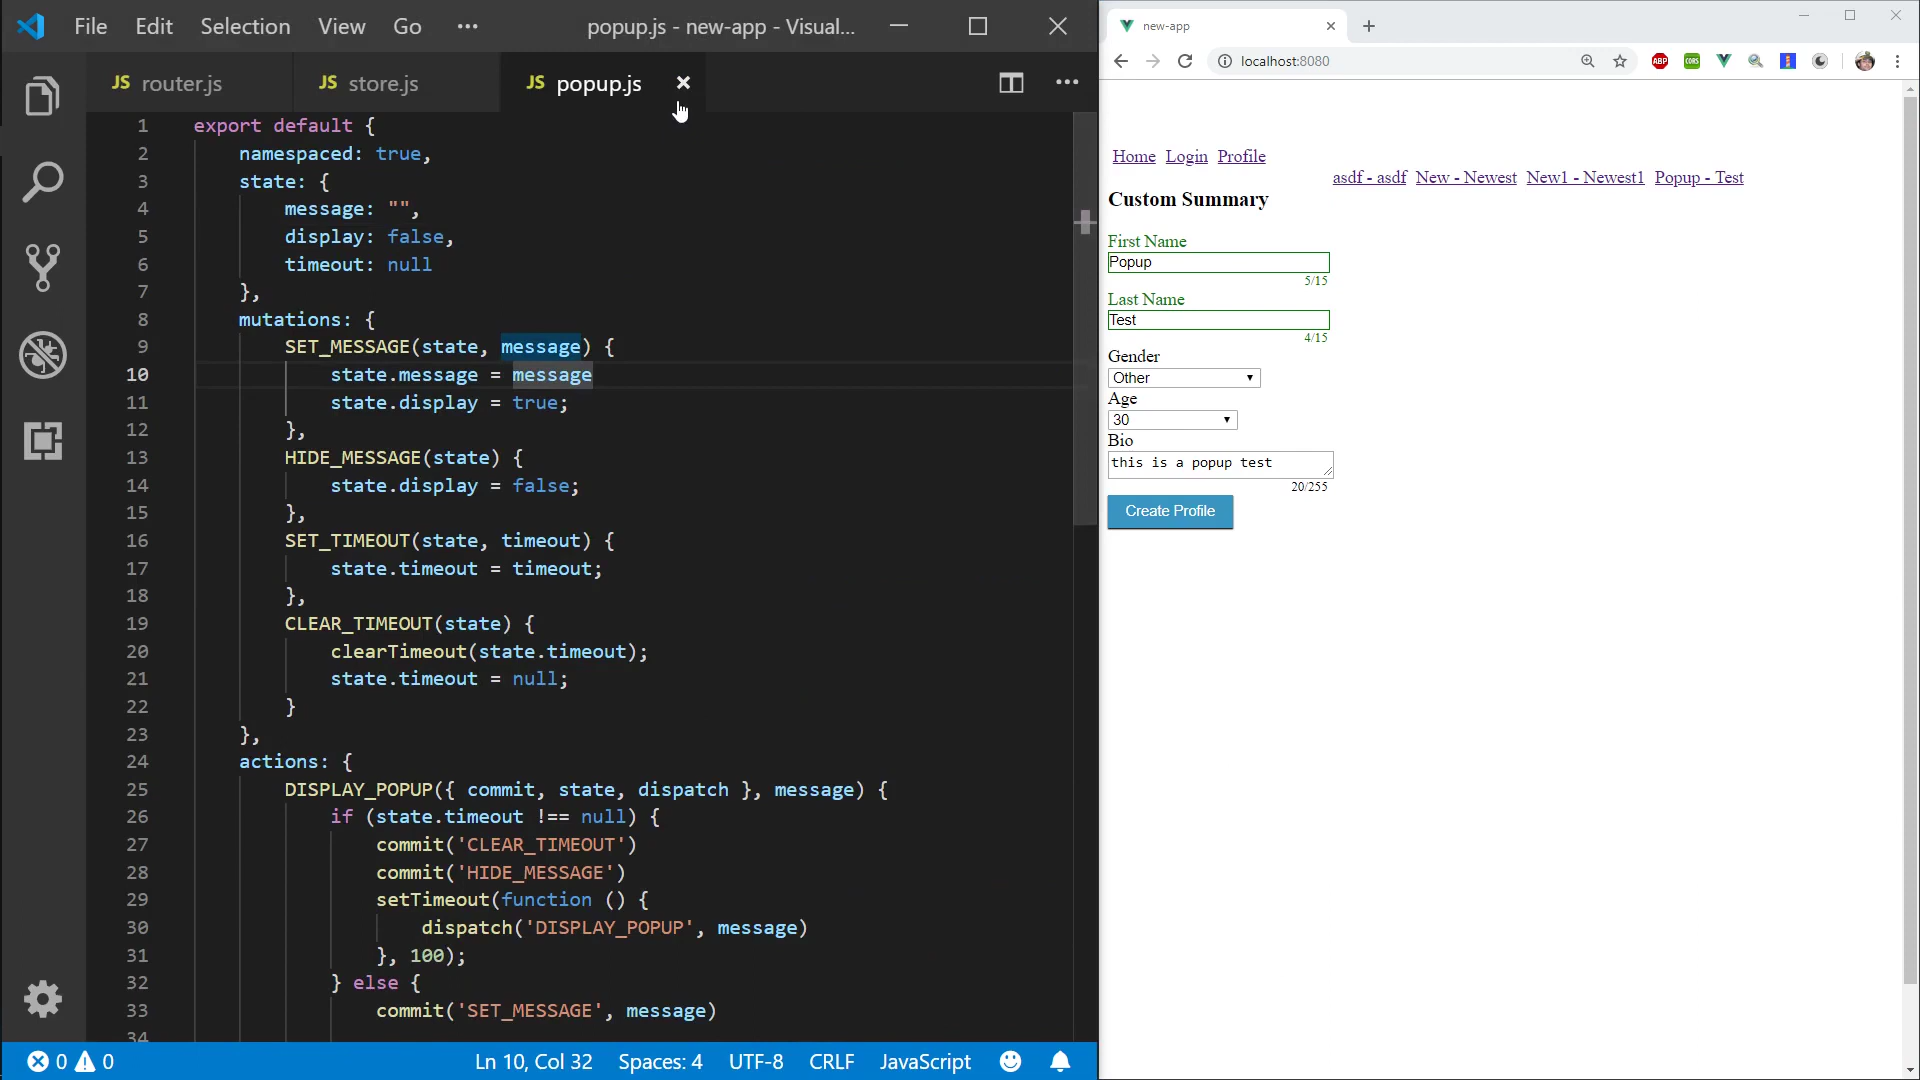 File Edit Selection View Go ··· popup.js - new-app - Visual...
JS router.js JS store.js JS popup.js
1 export default {
2 namespaced: true,
3 state: {
4 message: "",
5 display: false,
6 timeout: null
7 },
8 mutations: {
9 SET_MESSAGE(state, message) {
10 state.message = message
11 state.display = true;
12 },
13 HIDE_MESSAGE(state) {
14 state.display = false;
15 },
16 SET_TIMEOUT(state, timeout) {
17 state.timeout = timeout;
18 },
19 CLEAR_TIMEOUT(state) {
20 clearTimeout(state.timeout);
21 state.timeout = null;
22 }
23 },
24 actions: {
25 DISPLAY_POPUP({ commit, state, dispatch }, message) {
26 if (state.timeout !== null) {
27 commit('CLEAR_TIMEOUT')
28 commit('HIDE_MESSAGE')
29 setTimeout(function () {
30 dispatch('DISPLAY_POPUP', message)
31 }, 100);
32 } else {
33 commit('SET_MESSAGE', message)
34
0 0 Ln 10, Col 32 Spaces: 4 UTF-8 CRLF JavaScript
new-app
localhost:8080
ABP CORS
Home Login Profile
asdf - asdf New - Newest New1 - Newest1 Popup - Test
Custom Summary
First Name
Popup
5/15
Last Name
Test
4/15
Gender
Other
Age
30
Bio
this is a popup test
20/255
Create Profile